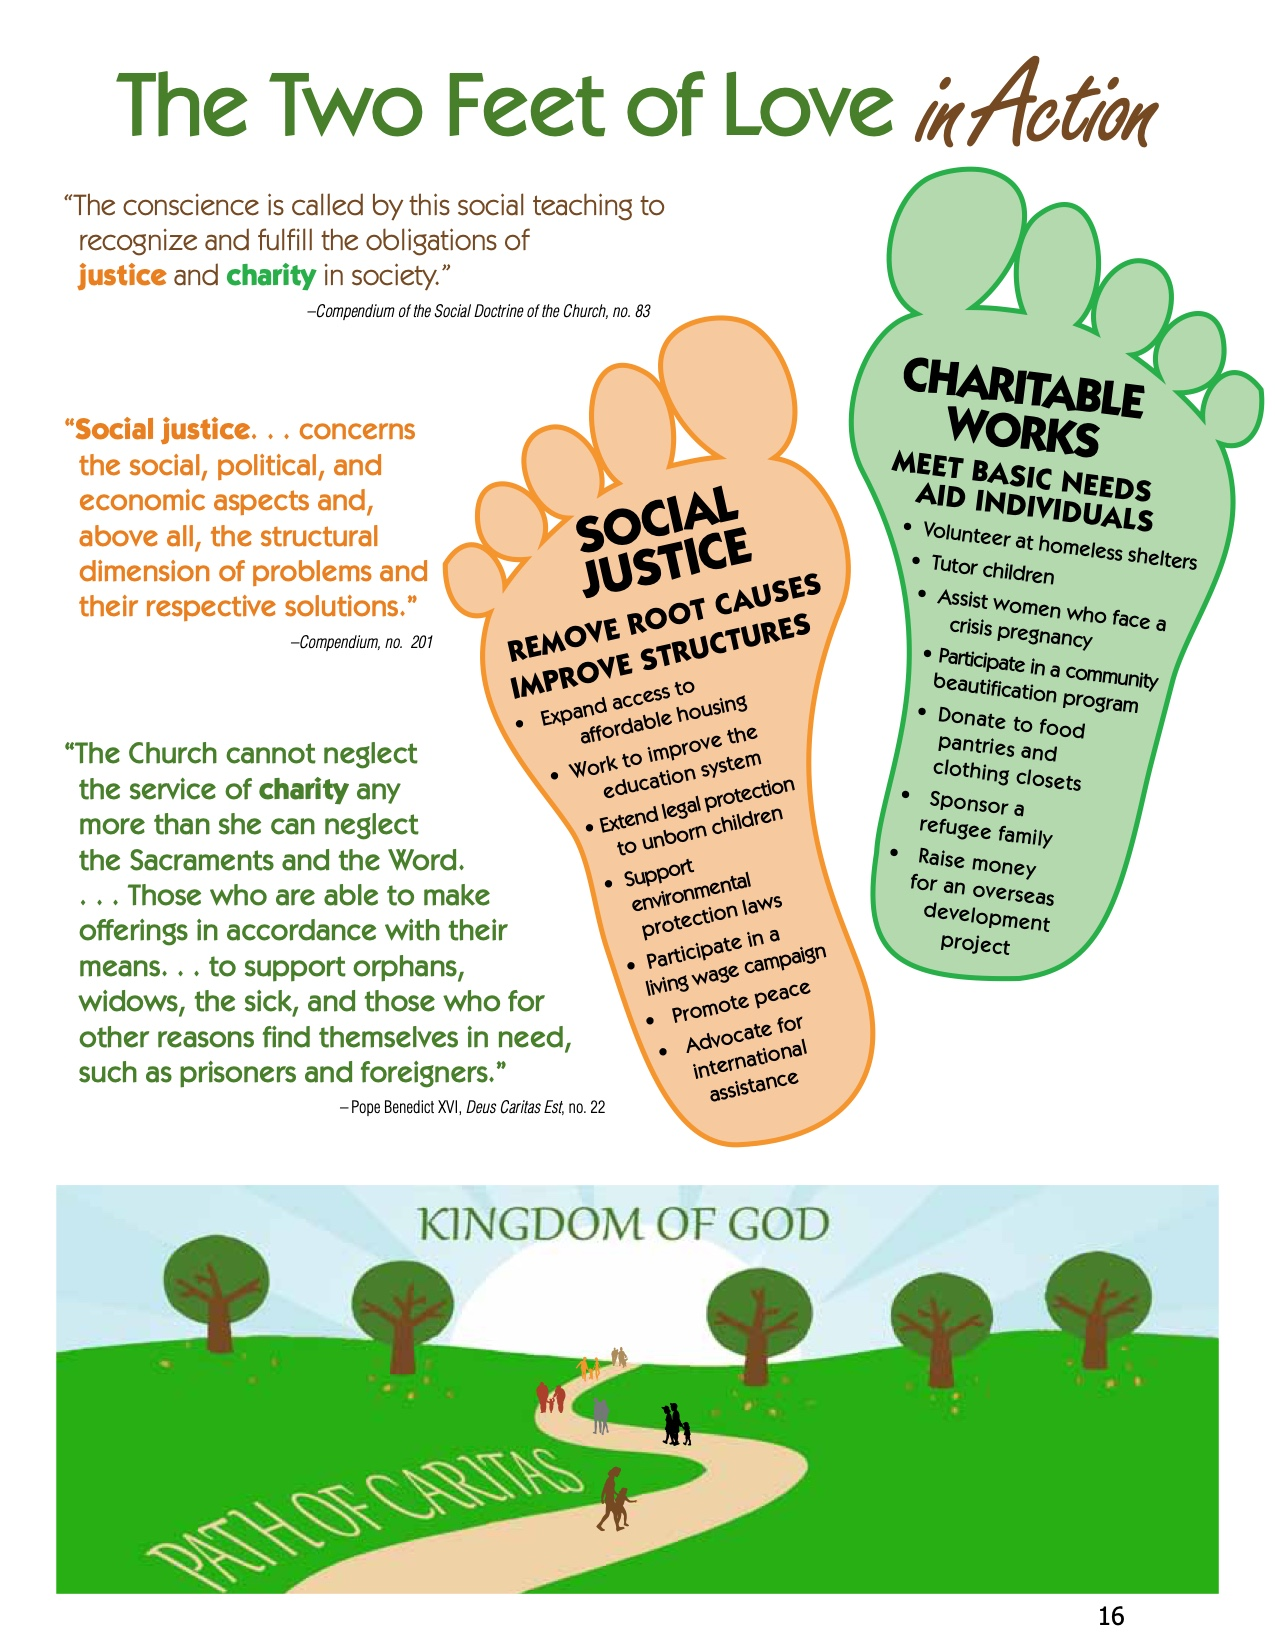 The Two Feet of Love in Action
“The conscience is called by this social teaching to
recognize and fulfill the obligations of
justice and charity in society.”
–Compendium of the Social Doctrine of the Church, no. 83
“Social justice. . . concerns
the social, political, and
economic aspects and,
above all, the structural
dimension of problems and
their respective solutions.”
–Compendium, no. 201
“The Church cannot neglect
the service of charity any
more than she can neglect
the Sacraments and the Word.
. . . Those who are able to make
offerings in accordance with their
means. . . to support orphans,
widows, the sick, and those who for
other reasons find themselves in need,
such as prisoners and foreigners.”
– Pope Benedict XVI, Deus Caritas Est, no. 22
SOCIAL
JUSTICE
REMOVE ROOT CAUSES
IMPROVE STRUCTURES
• Expand access to
affordable housing
• Work to improve the
education system
• Extend legal protection
to unborn children
• Support
environmental
protection laws
• Participate in a
living wage campaign
• Promote peace
• Advocate for
international
assistance
CHARITABLE
WORKS
MEET BASIC NEEDS
AID INDIVIDUALS
• Volunteer at homeless shelters
• Tutor children
• Assist women who face a
crisis pregnancy
• Participate in a community
beautification program
• Donate to food
pantries and
clothing closets
• Sponsor a
refugee family
• Raise money
for an overseas
development
project
KINGDOM OF GOD
PATH OF CARITAS
16